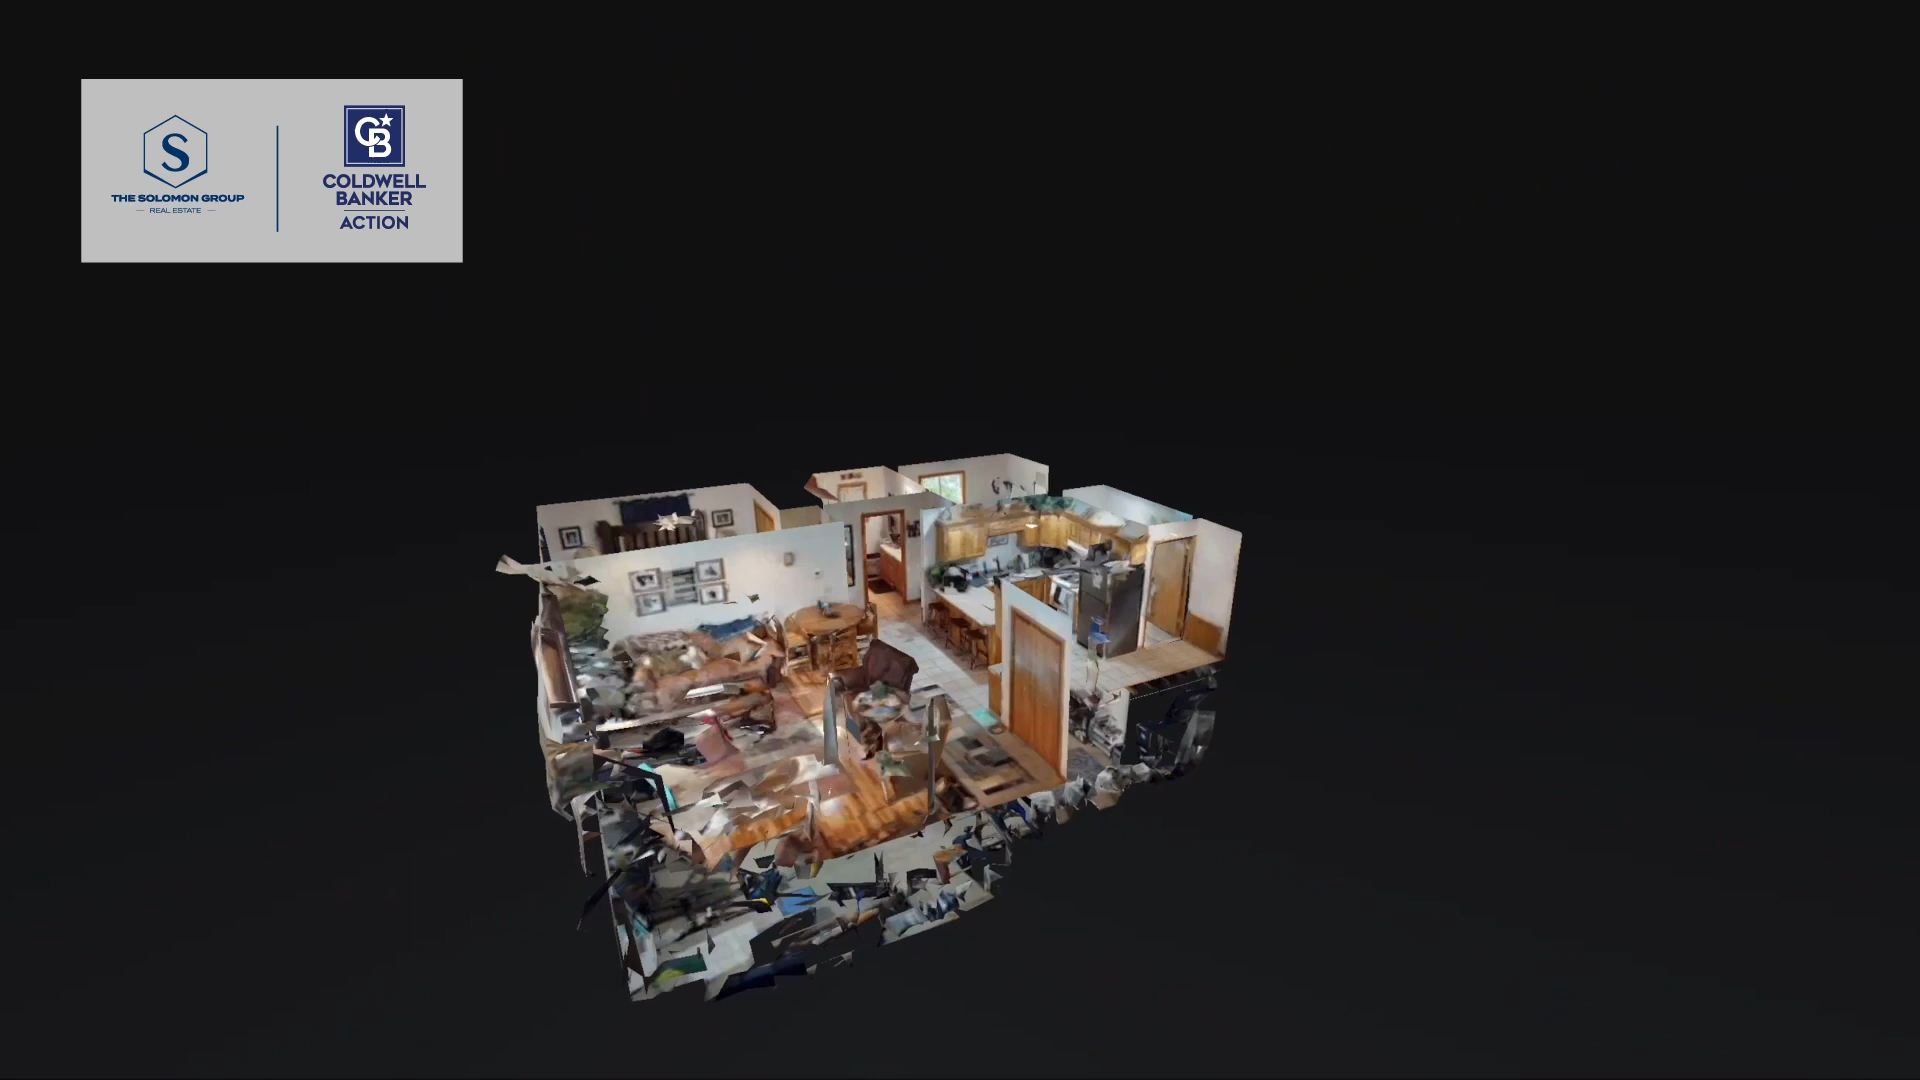 S
THE SOLOMON GROUP
REAL ESTATE
CB
COLDWELL
BANKER
ACTION